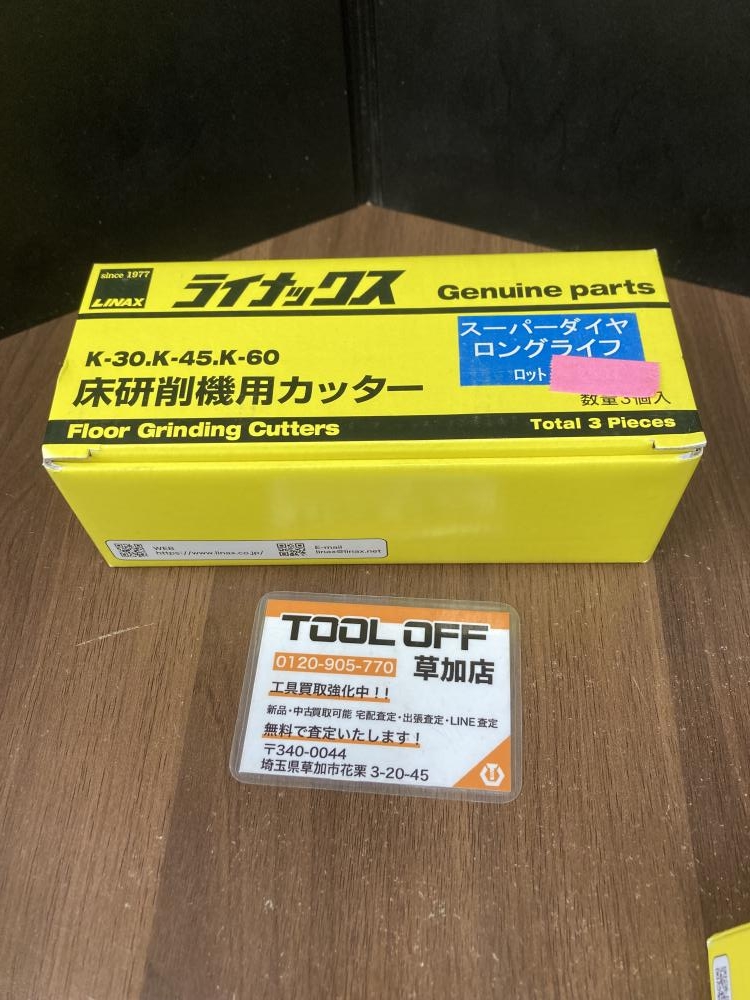 since 1977
LINAX
ライナックス
Genuine parts
K-30.K-45.K-60
床研削機用カッター
スーパーダイヤ
ロングライフ
ロット
数量3個入
Floor Grinding Cutters
Total 3 Pieces
WEB
https://www.linax.co.jp/
E-mail
linax@linax.net
TOOL OFF
0120-905-770
草加店
工具買取強化中！！
新品・中古買取可能 宅配査定・出張査定・LINE査定
無料で査定いたします！
〒340-0044
埼玉県草加市花栗 3-20-45